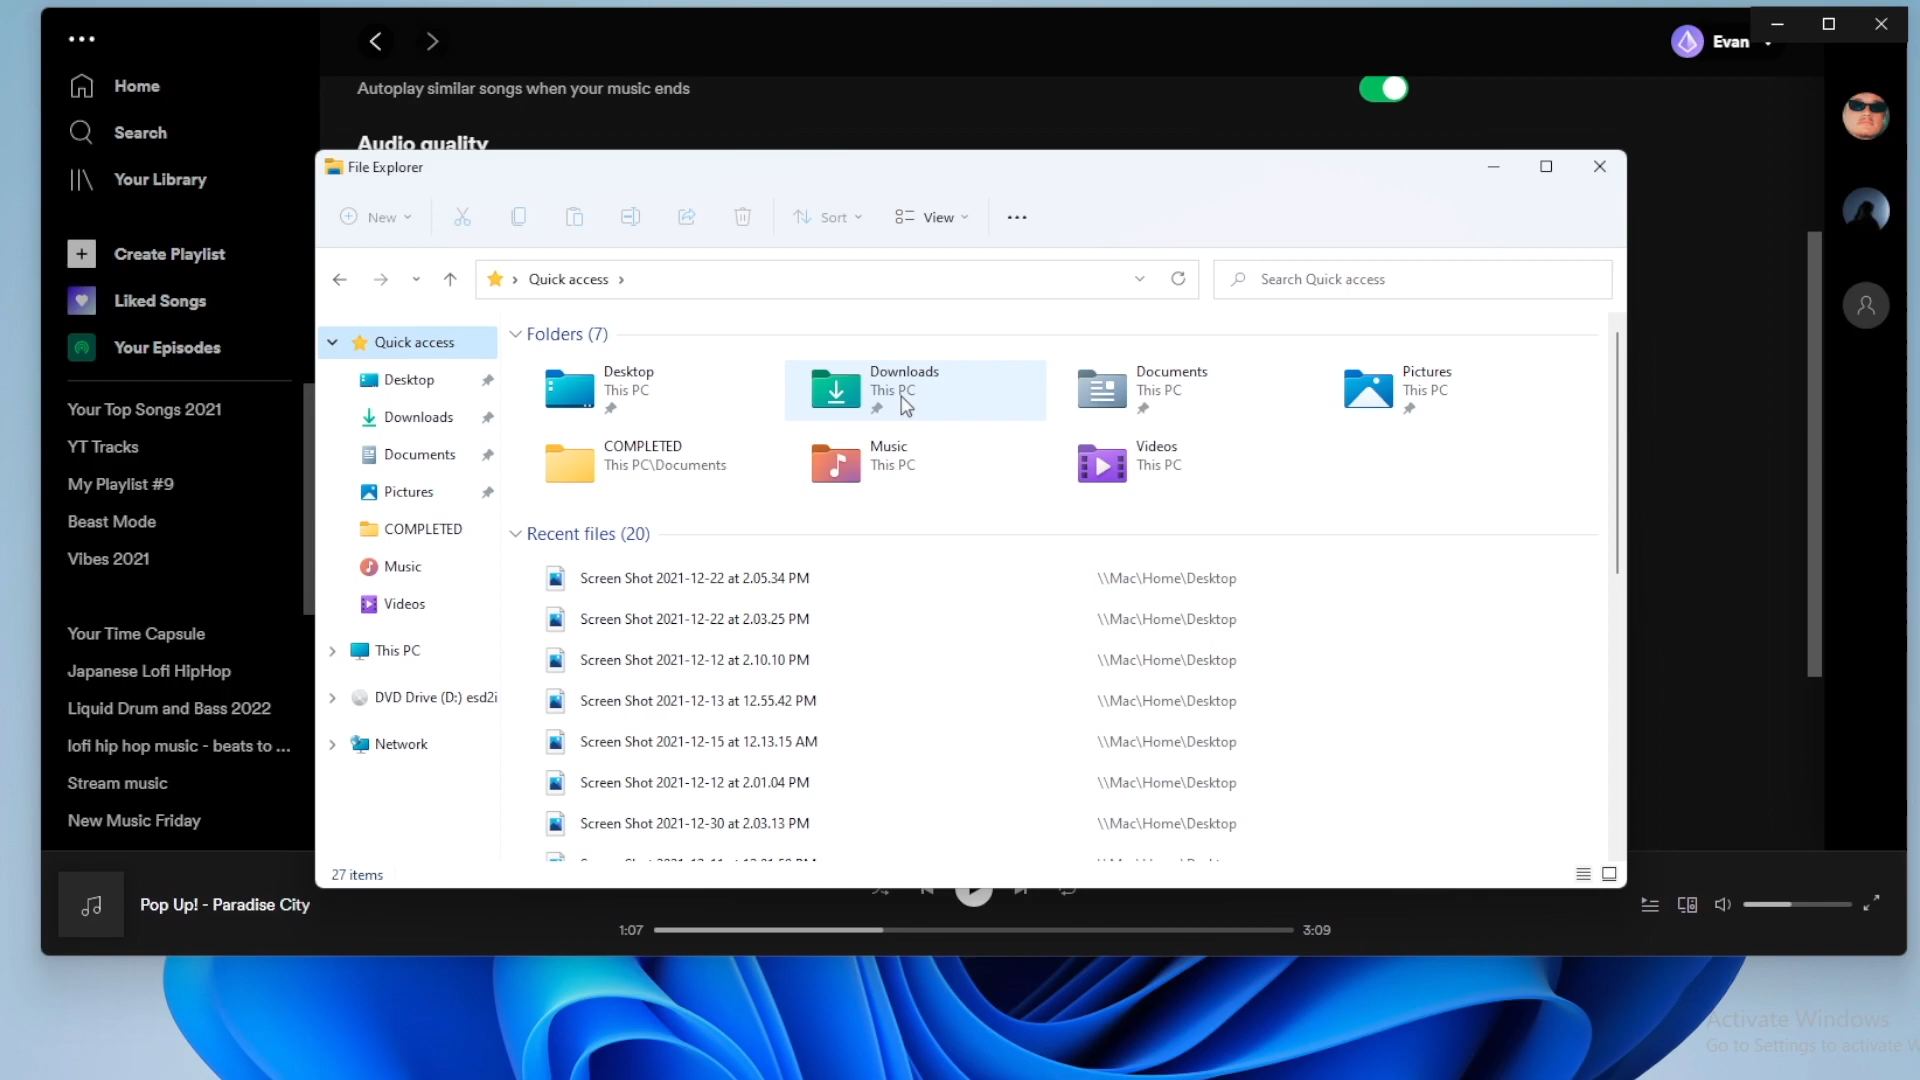 Evan
Home
Search
Your Library
Create Playlist
Liked Songs
Your Episodes
Your Top Songs 2021
YT Tracks
My Playlist #9
Beast Mode
Vibes 2021
Your Time Capsule
Japanese Lofi HipHop
Liquid Drum and Bass 2022
lofi hip hop music - beats to ...
Stream music
New Music Friday
Autoplay similar songs when your music ends
Audio quality
File Explorer
New
Sort
View
Quick access
Search Quick access
Quick access
Desktop
Downloads
Documents
Pictures
COMPLETED
Music
Videos
This PC
DVD Drive (D:) esd2i
Network
Folders (7)
Desktop
This PC
Downloads
This PC
Documents
This PC
Pictures
This PC
COMPLETED
This PC\Documents
Music
This PC
Videos
This PC
Recent files (20)
Screen Shot 2021-12-22 at 2.05.34 PM \\Mac\Home\Desktop
Screen Shot 2021-12-22 at 2.03.25 PM \\Mac\Home\Desktop
Screen Shot 2021-12-12 at 2.10.10 PM \\Mac\Home\Desktop
Screen Shot 2021-12-13 at 12.55.42 PM \\Mac\Home\Desktop
Screen Shot 2021-12-15 at 12.13.15 AM \\Mac\Home\Desktop
Screen Shot 2021-12-12 at 2.01.04 PM \\Mac\Home\Desktop
Screen Shot 2021-12-30 at 2.03.13 PM \\Mac\Home\Desktop
27 items
Pop Up! - Paradise City
1:07
3:09
Activate Windows
Go to Settings to activate W